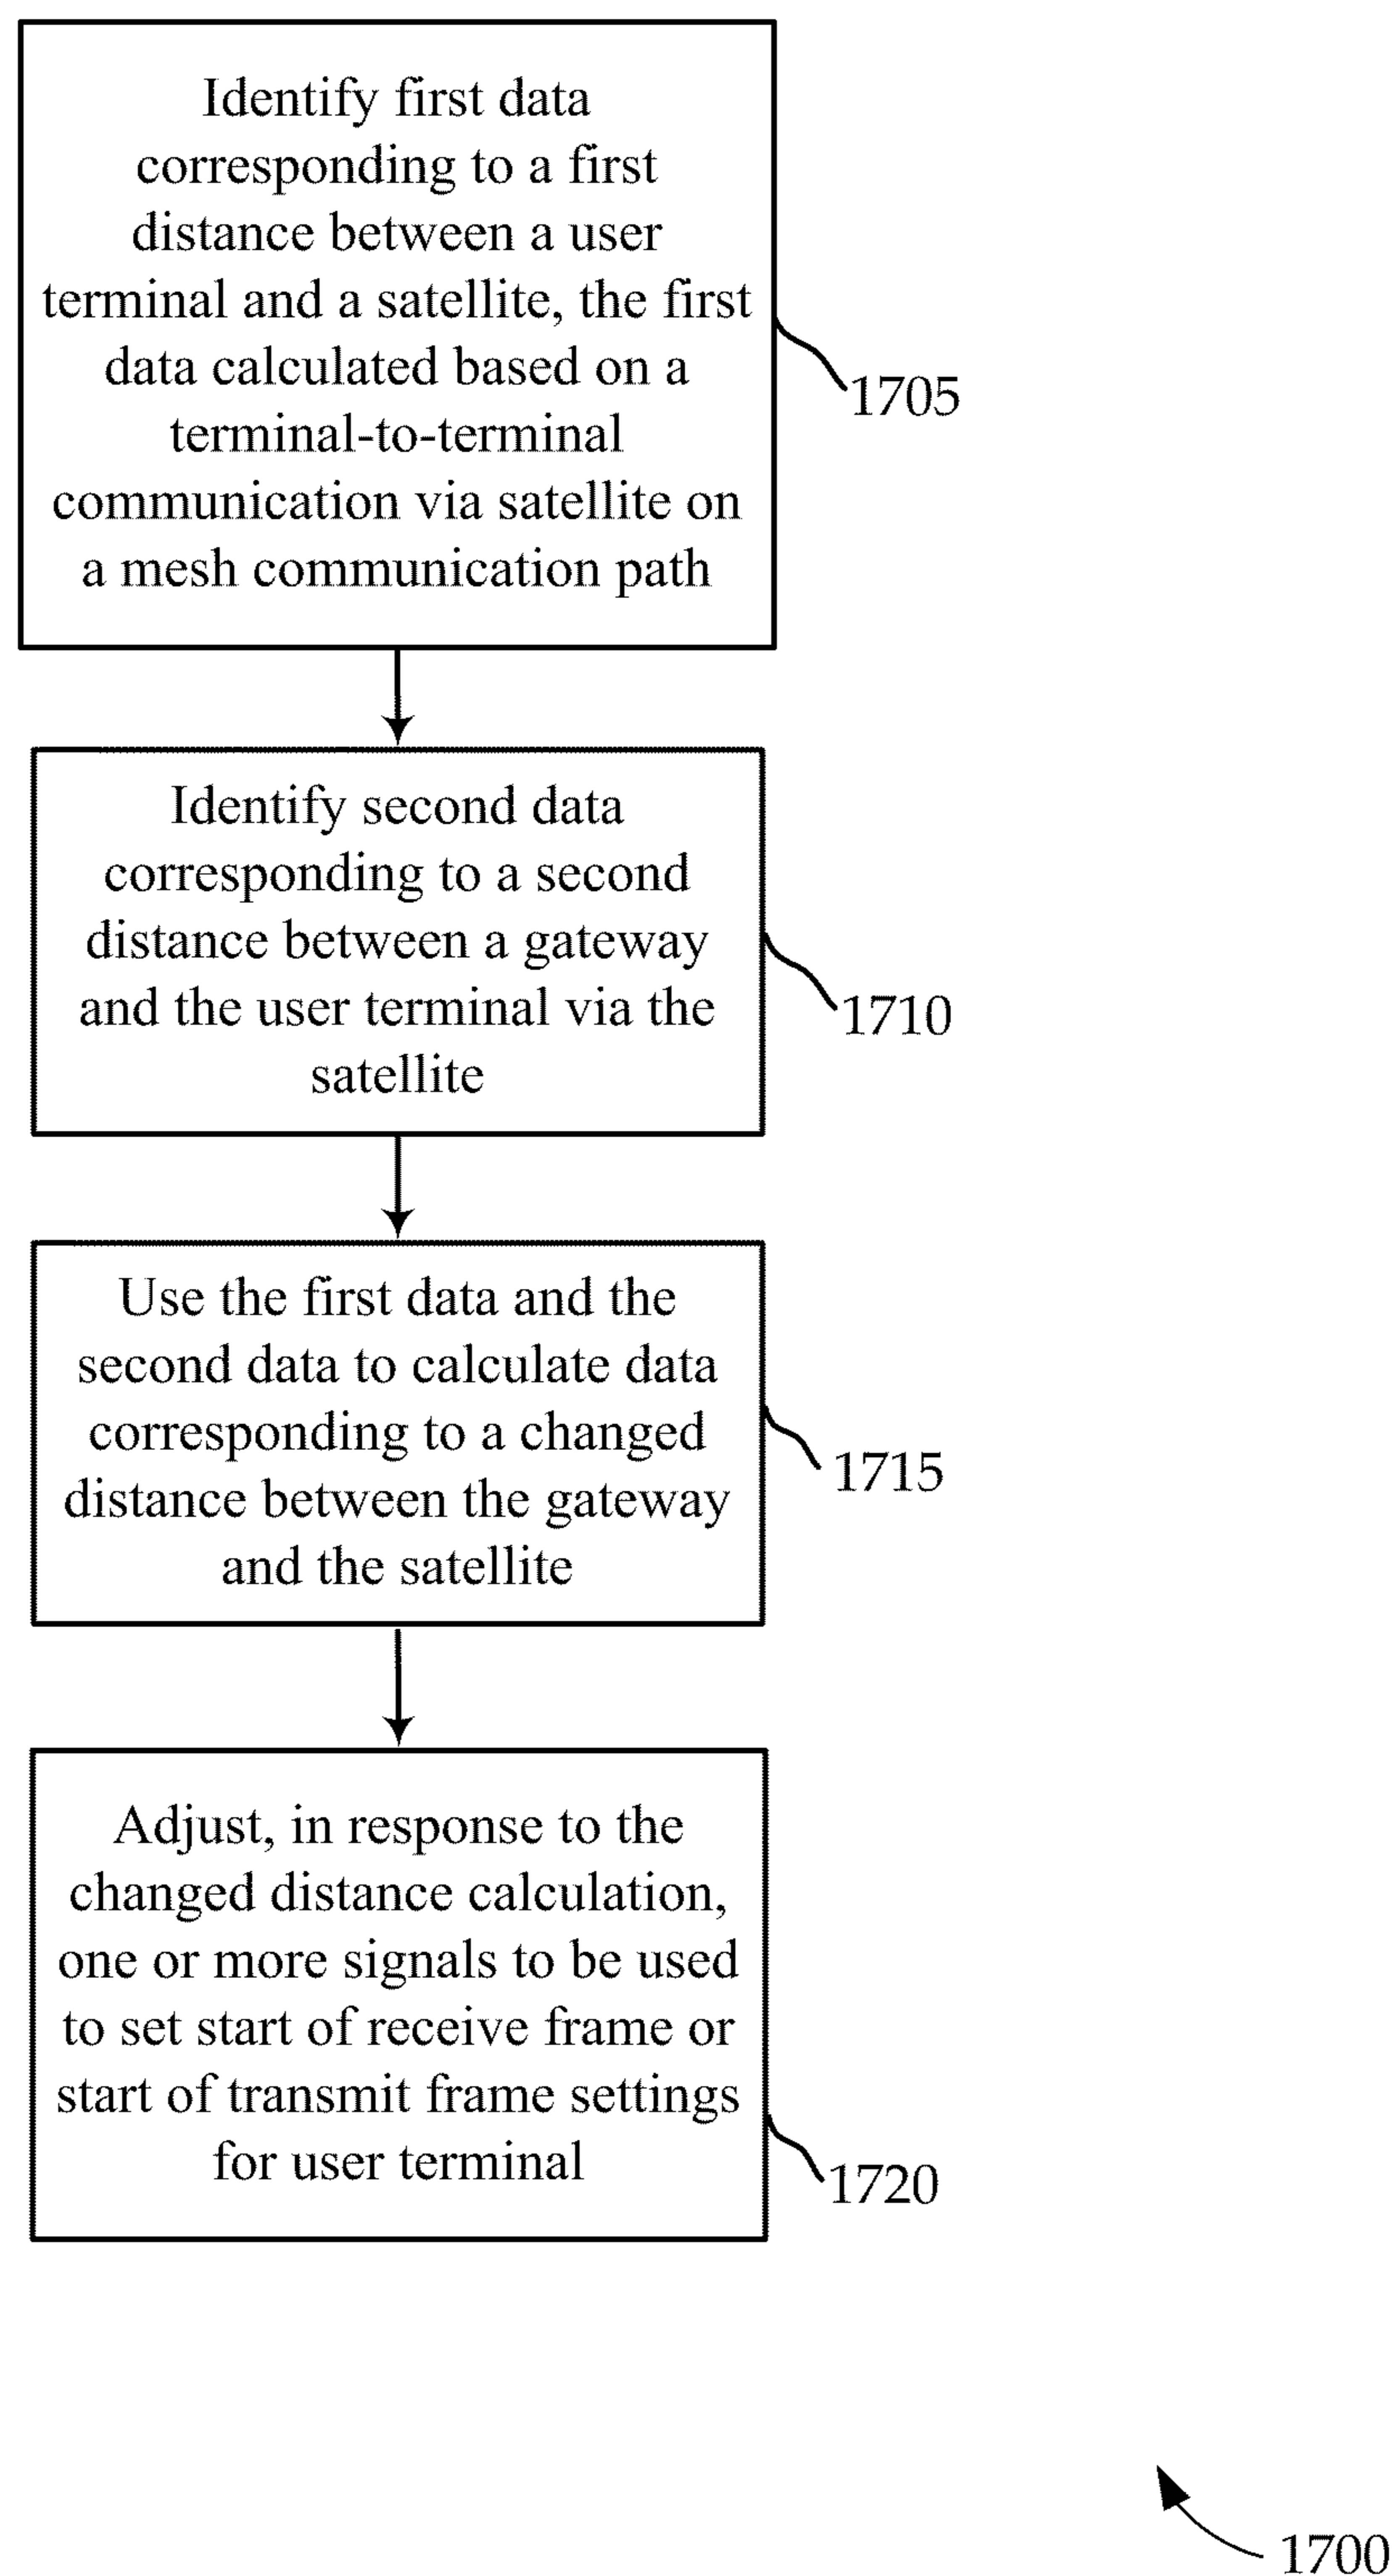 Identify first data
corresponding to a first
distance between a user
terminal and a satellite, the first
data calculated based on a
terminal-to-terminal
communication via satellite on
a mesh communication path
1705
Identify second data
corresponding to a second
distance between a gateway
and the user terminal via the
satellite
1710
Use the first data and the
second data to calculate data
corresponding to a changed
distance between the gateway
and the satellite
1715
Adjust, in response to the
changed distance calculation,
one or more signals to be used
to set start of receive frame or
start of transmit frame settings
for user terminal
1720
1700